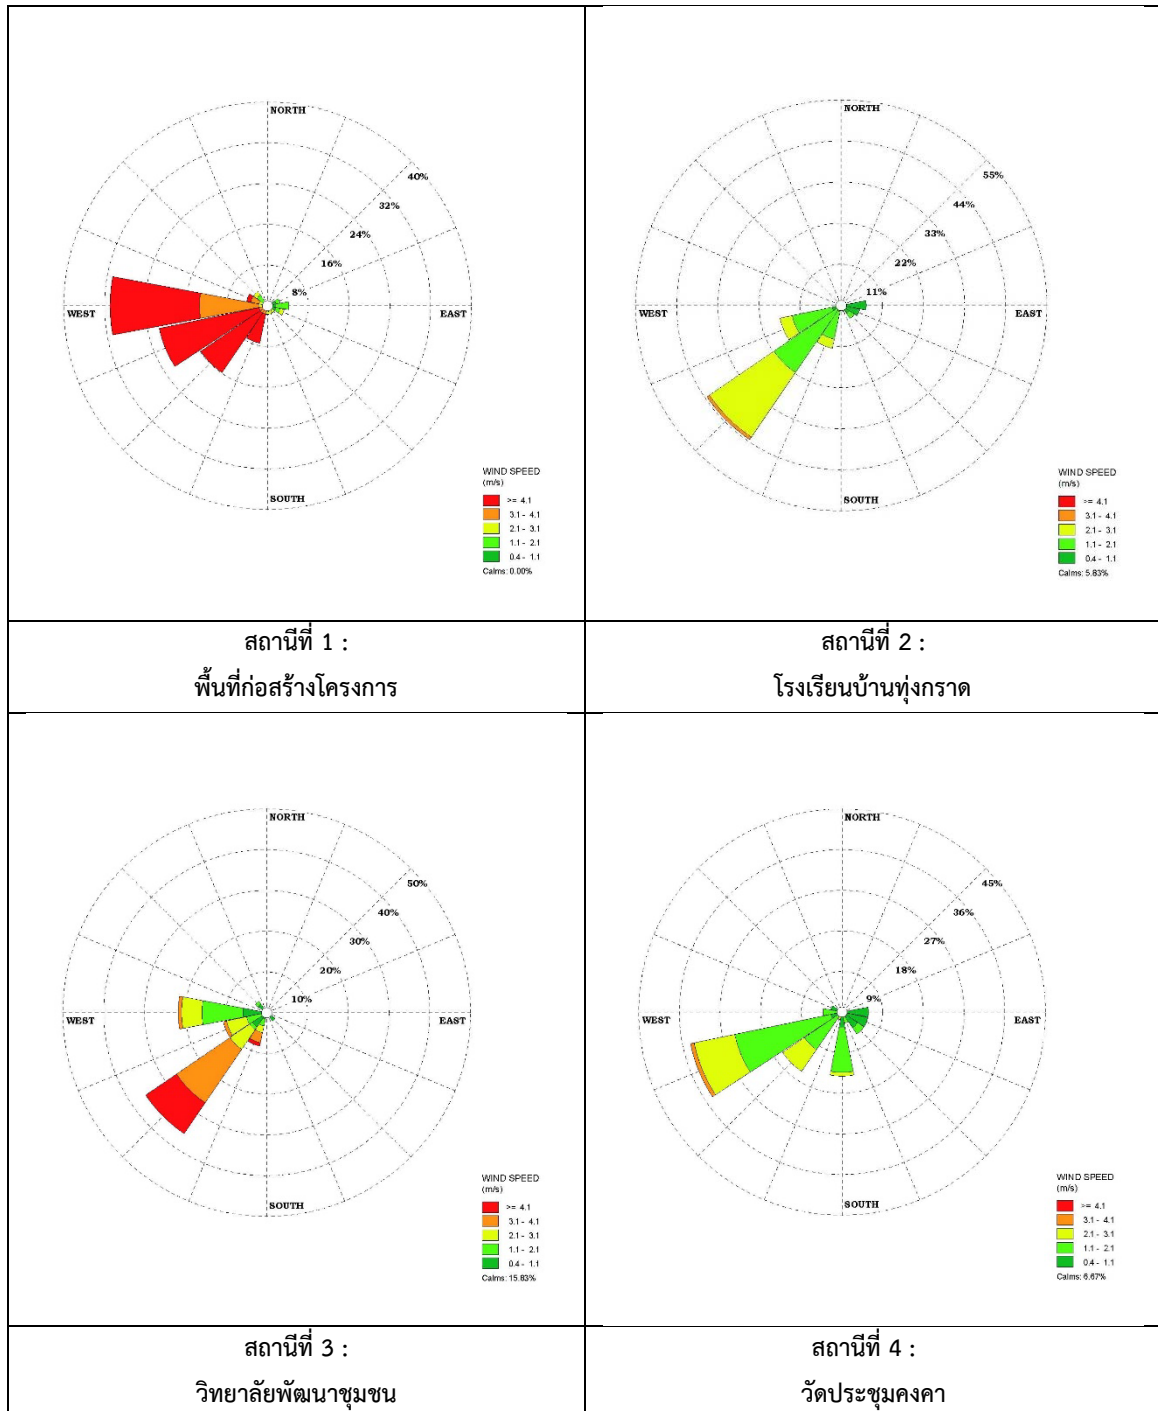 NORTH
40%
32%
24%
16%
8%
WEST
EAST
SOUTH
WIND SPEED
(m/s)
>= 4.1
3.1 - 4.1
2.1 - 3.1
1.1 - 2.1
0.4 - 1.1
Calms: 0.00%
NORTH
55%
44%
33%
22%
11%
WEST
EAST
SOUTH
WIND SPEED
(m/s)
>= 4.1
3.1 - 4.1
2.1 - 3.1
1.1 - 2.1
0.4 - 1.1
Calms: 5.83%
สถานีที่ 1 :
พื้นที่ก่อสร้างโครงการ
สถานีที่ 2 :
โรงเรียนบ้านทุ่งกราด
NORTH
50%
40%
30%
20%
10%
WEST
EAST
SOUTH
WIND SPEED
(m/s)
>= 4.1
3.1 - 4.1
2.1 - 3.1
1.1 - 2.1
0.4 - 1.1
Calms: 15.83%
NORTH
45%
36%
27%
18%
9%
WEST
EAST
SOUTH
WIND SPEED
(m/s)
>= 4.1
3.1 - 4.1
2.1 - 3.1
1.1 - 2.1
0.4 - 1.1
Calms: 6.67%
สถานีที่ 3 :
วิทยาลัยพัฒนาชุมชน
สถานีที่ 4 :
วัดประชุมคงคา